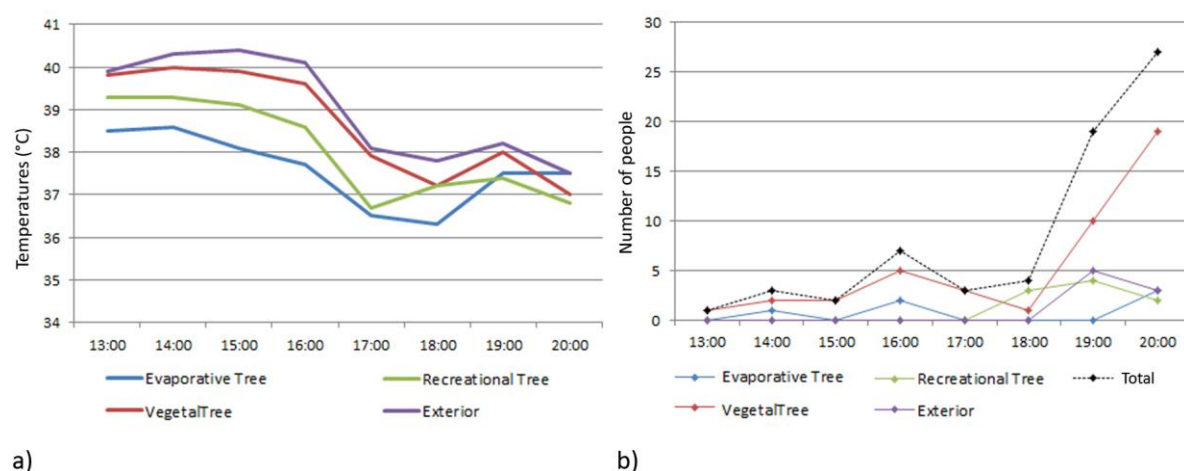 Temperatures (°C)
41
40
39
38
37
36
35
34
13:00 14:00 15:00 16:00 17:00 18:00 19:00 20:00
Evaporative Tree Recreational Tree
VegetalTree Exterior
a)
Number of people
30
25
20
15
10
5
0
13:00 14:00 15:00 16:00 17:00 18:00 19:00 20:00
Evaporative Tree Recreational Tree Total
VegetalTree Exterior
b)